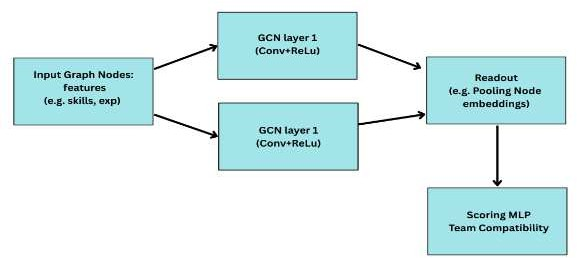 Input Graph Nodes:
features
(e.g. skills, exp)
GCN layer 1
(Conv+ReLu)
GCN layer 1
(Conv+ReLu)
Readout
(e.g. Pooling Node
embeddings)
Scoring MLP
Team Compatibility